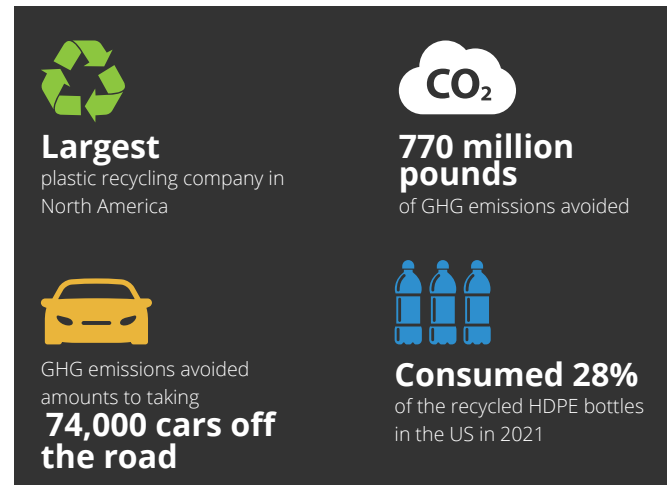 Largest
plastic recycling company in
North America
CO₂
770 million
pounds
of GHG emissions avoided
GHG emissions avoided
amounts to taking
74,000 cars off
the road
Consumed 28%
of the recycled HDPE bottles
in the US in 2021